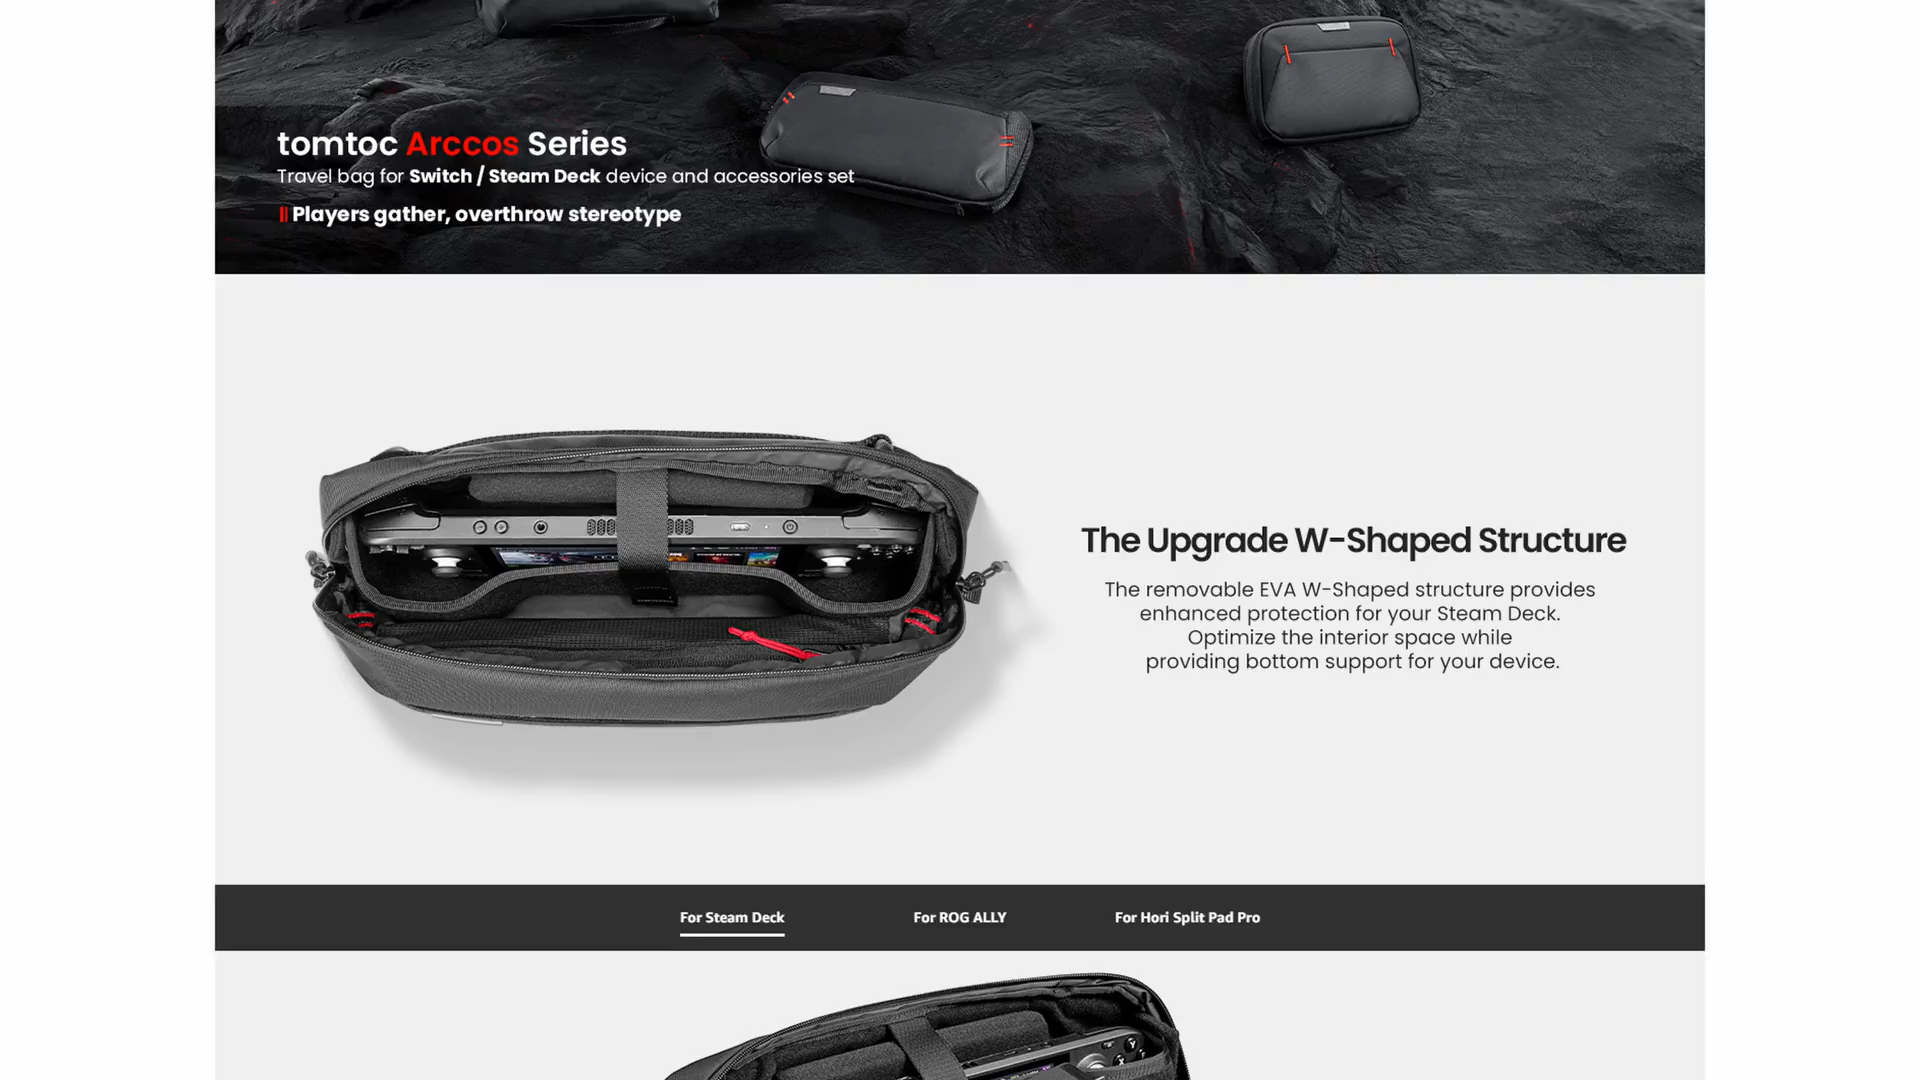 tomtoc Arccos Series
Travel bag for Switch / Steam Deck device and accessories set
Players gather, overthrow stereotype
The Upgrade W-Shaped Structure
The removable EVA W-Shaped structure provides
enhanced protection for your Steam Deck.
Optimize the interior space while
providing bottom support for your device.
For Steam Deck
For ROG ALLY
For Hori Split Pad Pro